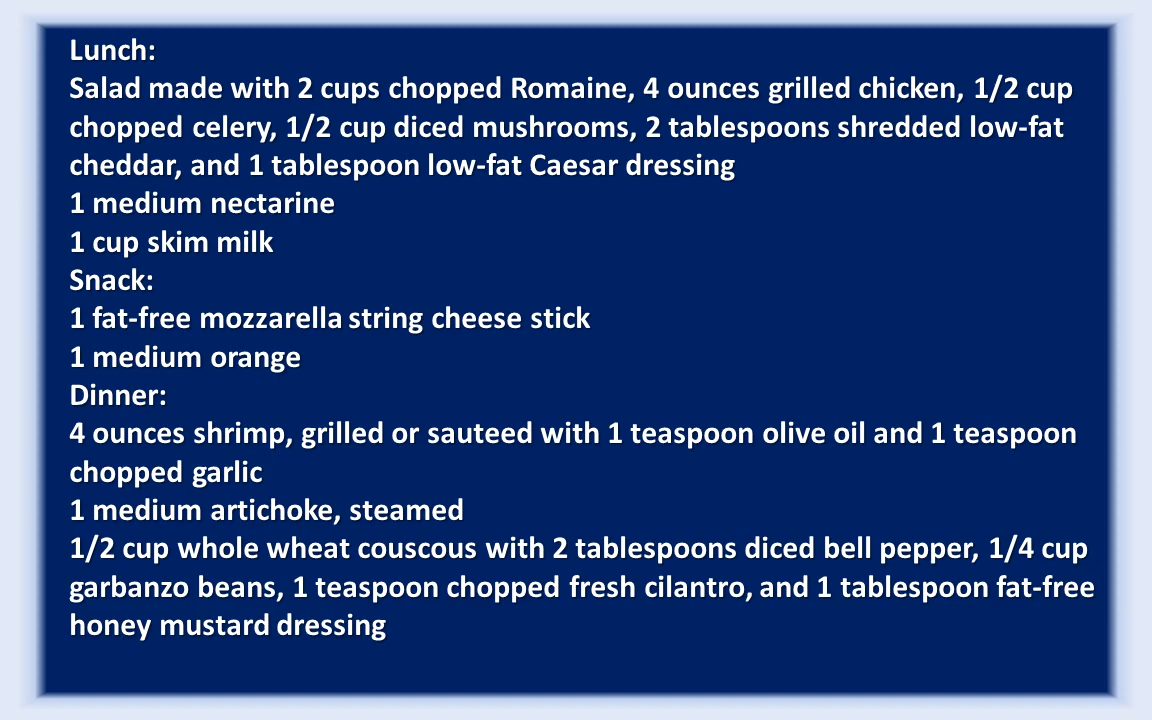 Lunch:
Salad made with 2 cups chopped Romaine, 4 ounces grilled chicken, 1/2 cup
chopped celery, 1/2 cup diced mushrooms, 2 tablespoons shredded low-fat
cheddar, and 1 tablespoon low-fat Caesar dressing
1 medium nectarine
1 cup skim milk
Snack:
1 fat-free mozzarella string cheese stick
1 medium orange
Dinner:
4 ounces shrimp, grilled or sauteed with 1 teaspoon olive oil and 1 teaspoon
chopped garlic
1 medium artichoke, steamed
1/2 cup whole wheat couscous with 2 tablespoons diced bell pepper, 1/4 cup
garbanzo beans, 1 teaspoon chopped fresh cilantro, and 1 tablespoon fat-free
honey mustard dressing